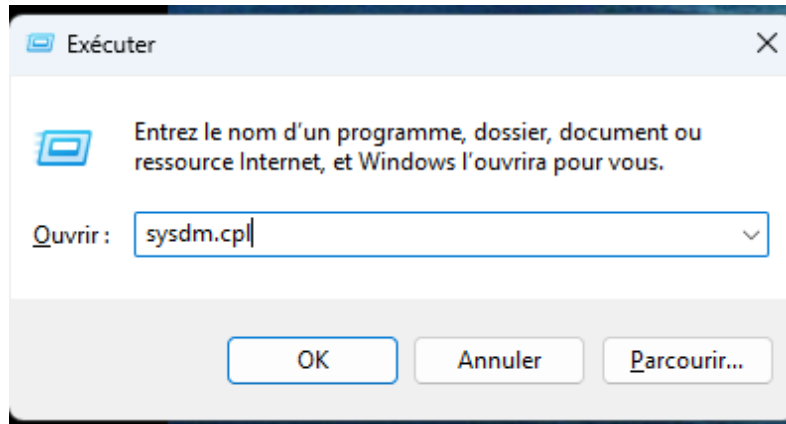 Exécuter
Entrez le nom d’un programme, dossier, document ou
ressource Internet, et Windows l’ouvrira pour vous.
Ouvrir : sysdm.cpl
OK Annuler Parcourir...